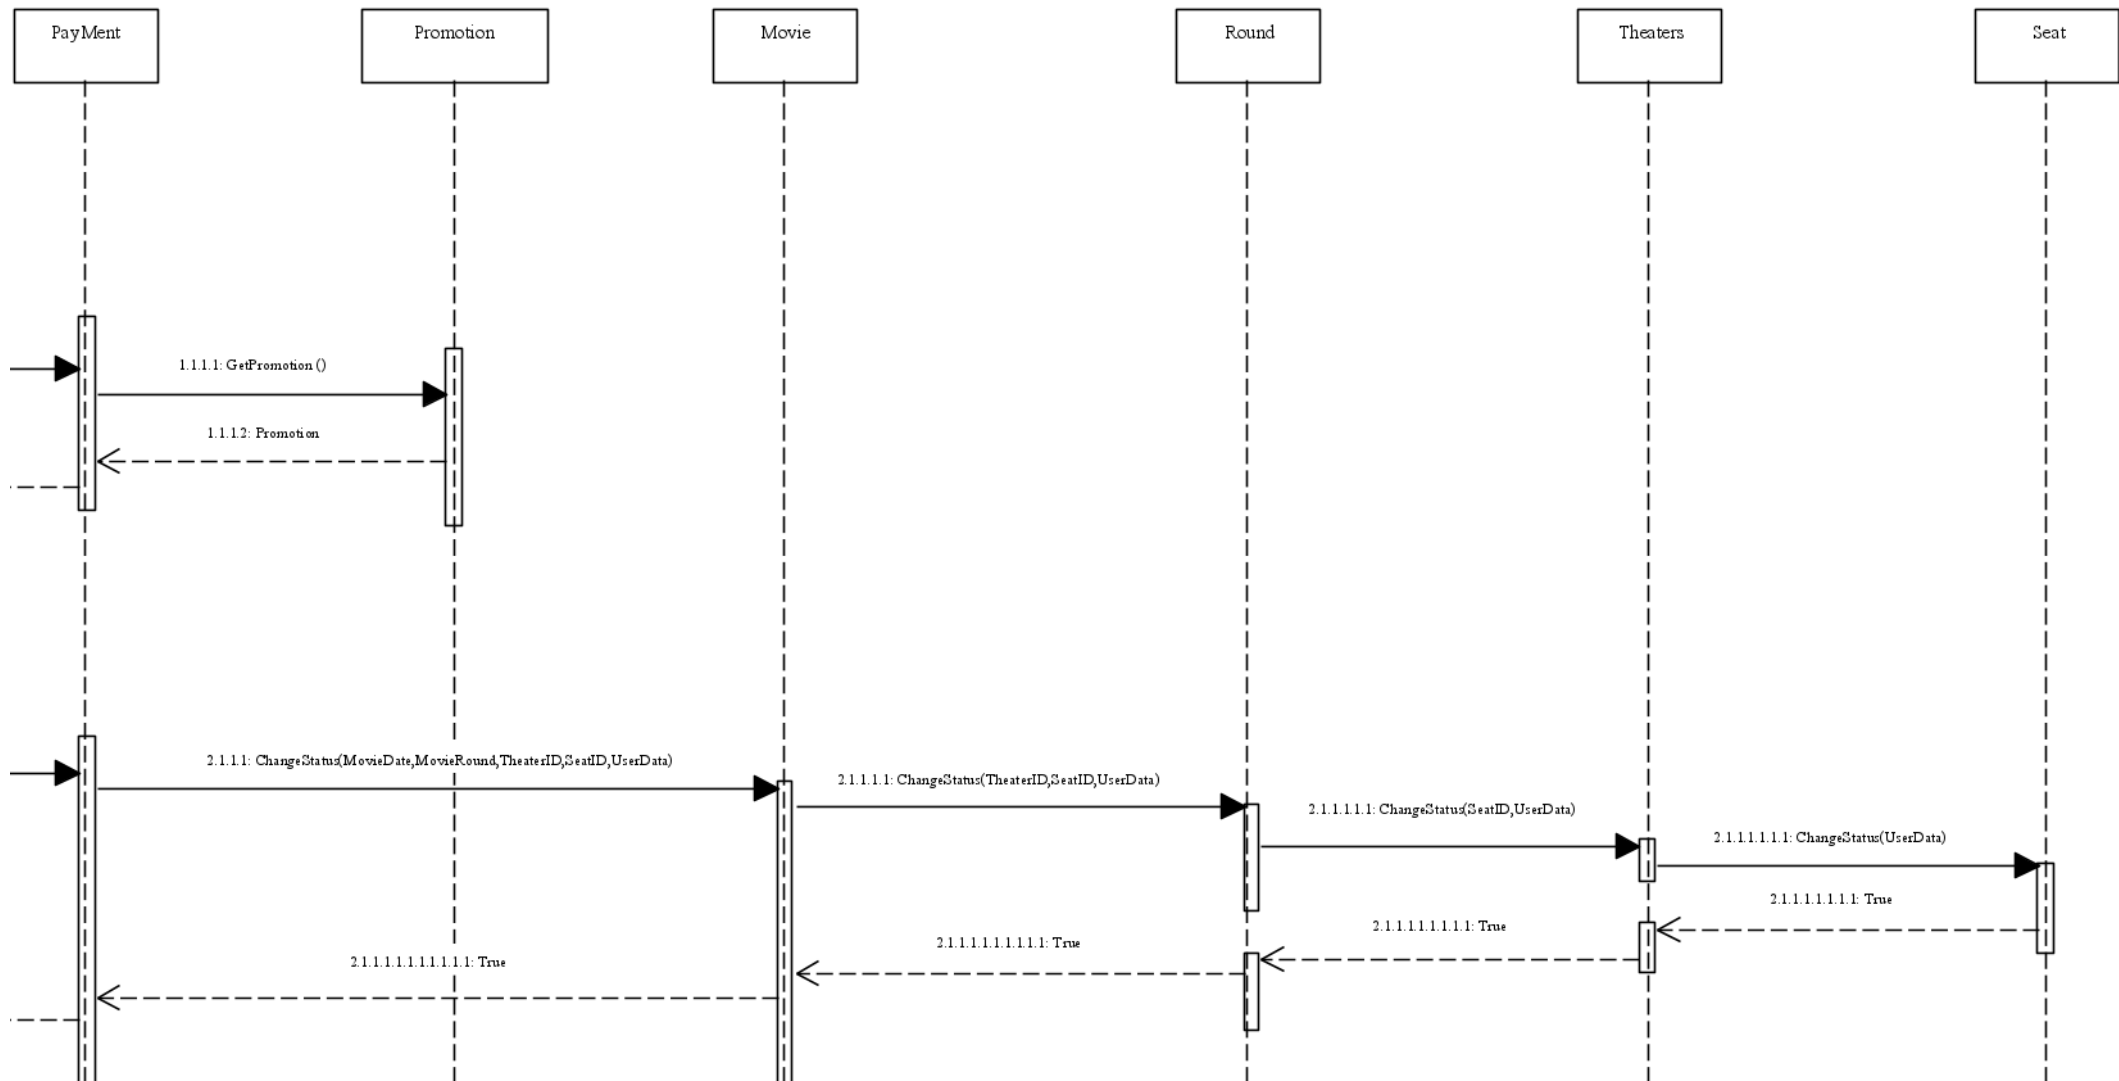 PayMent
Promotion
Movie
Round
Theaters
Seat
1.1.1.1: GetPromotion ()
1.1.1.2: Promotion
2.1.1.1: ChangeStatus(MovieDate,MovieRound,TheaterID,SeatID,UserData)
2.1.1.1.1: ChangeStatus(TheaterID,SeatID,UserData)
2.1.1.1.1.1: ChangeStatus(SeatID,UserData)
2.1.1.1.1.1.1: ChangeStatus(UserData)
2.1.1.1.1.1.1.1: True
2.1.1.1.1.1.1.1.1: True
2.1.1.1.1.1.1.1.1.1: True
2.1.1.1.1.1.1.1.1.1.1: True